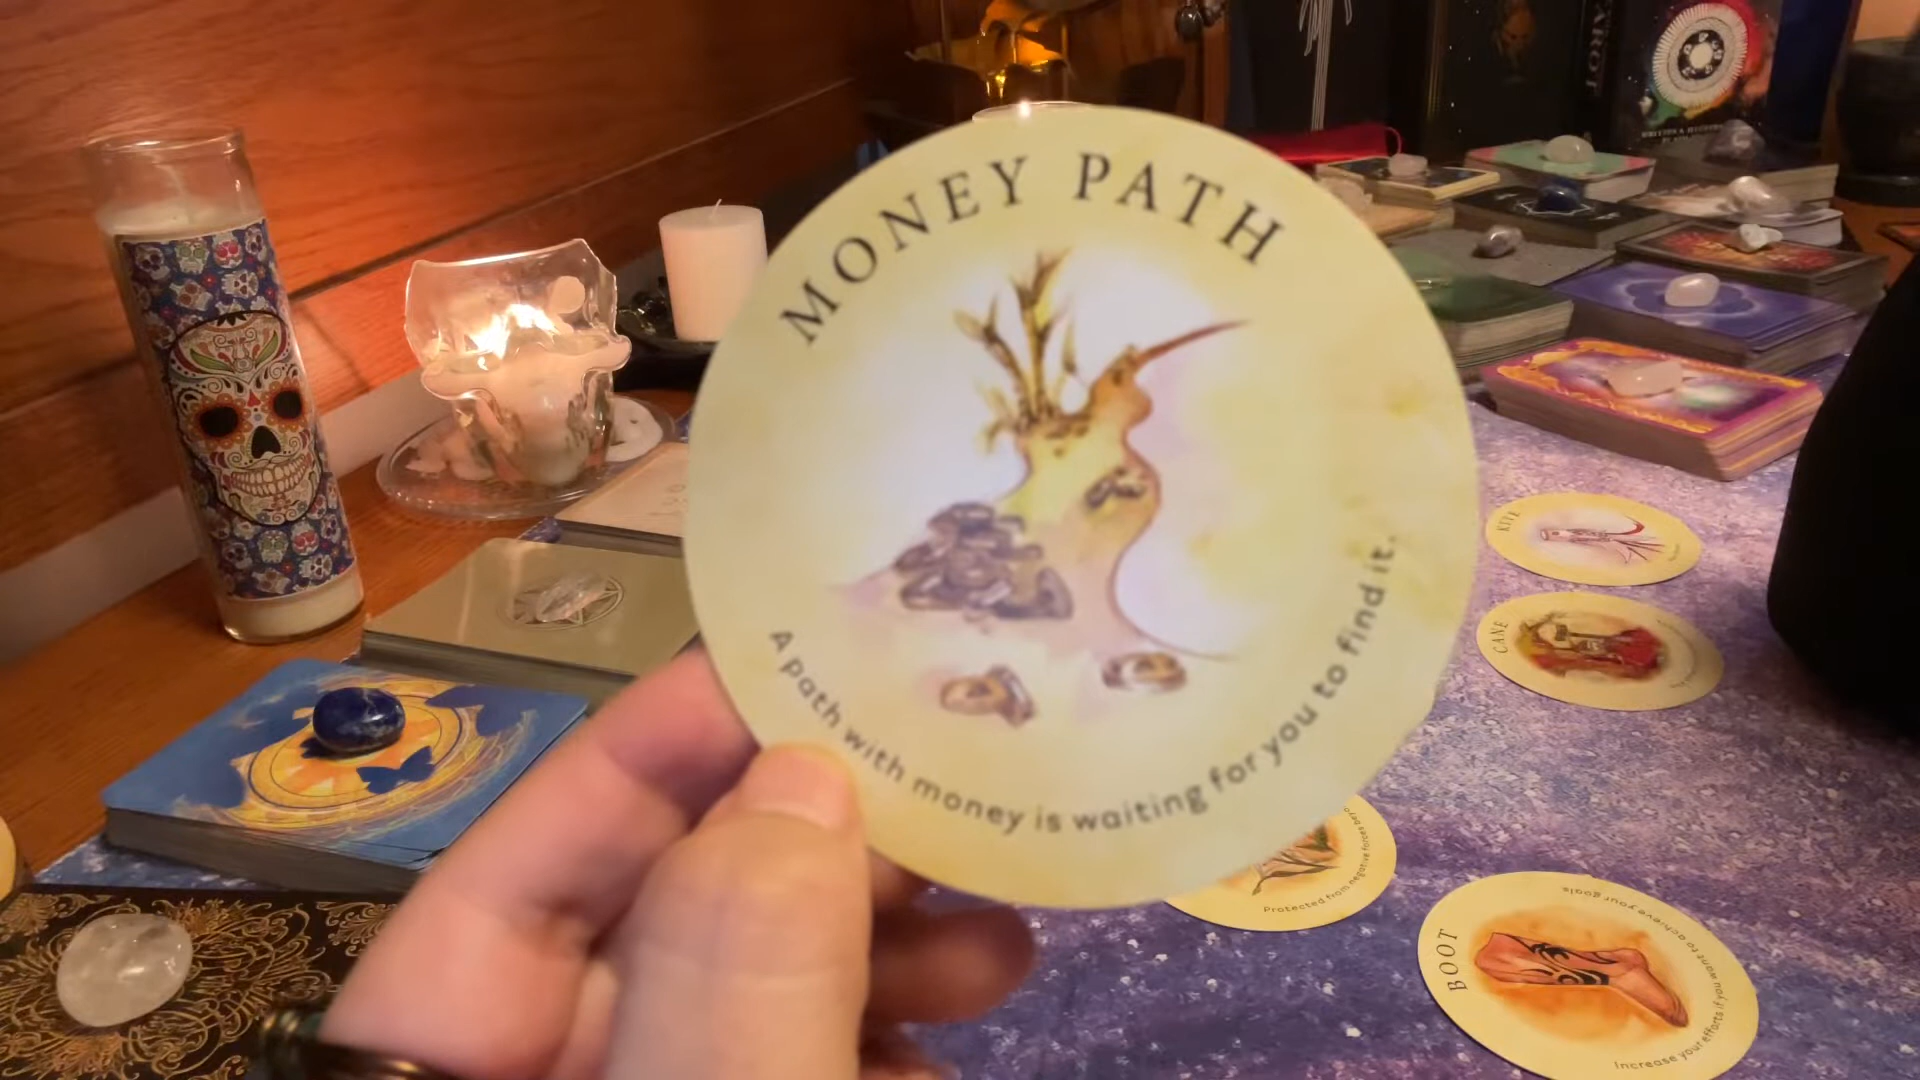 MONEY PATH
A path with money is waiting for you to find it.
TAROT
KITE
CANE
Protected from negative forces
BOOT
Increase your efforts if you want to achieve your goals